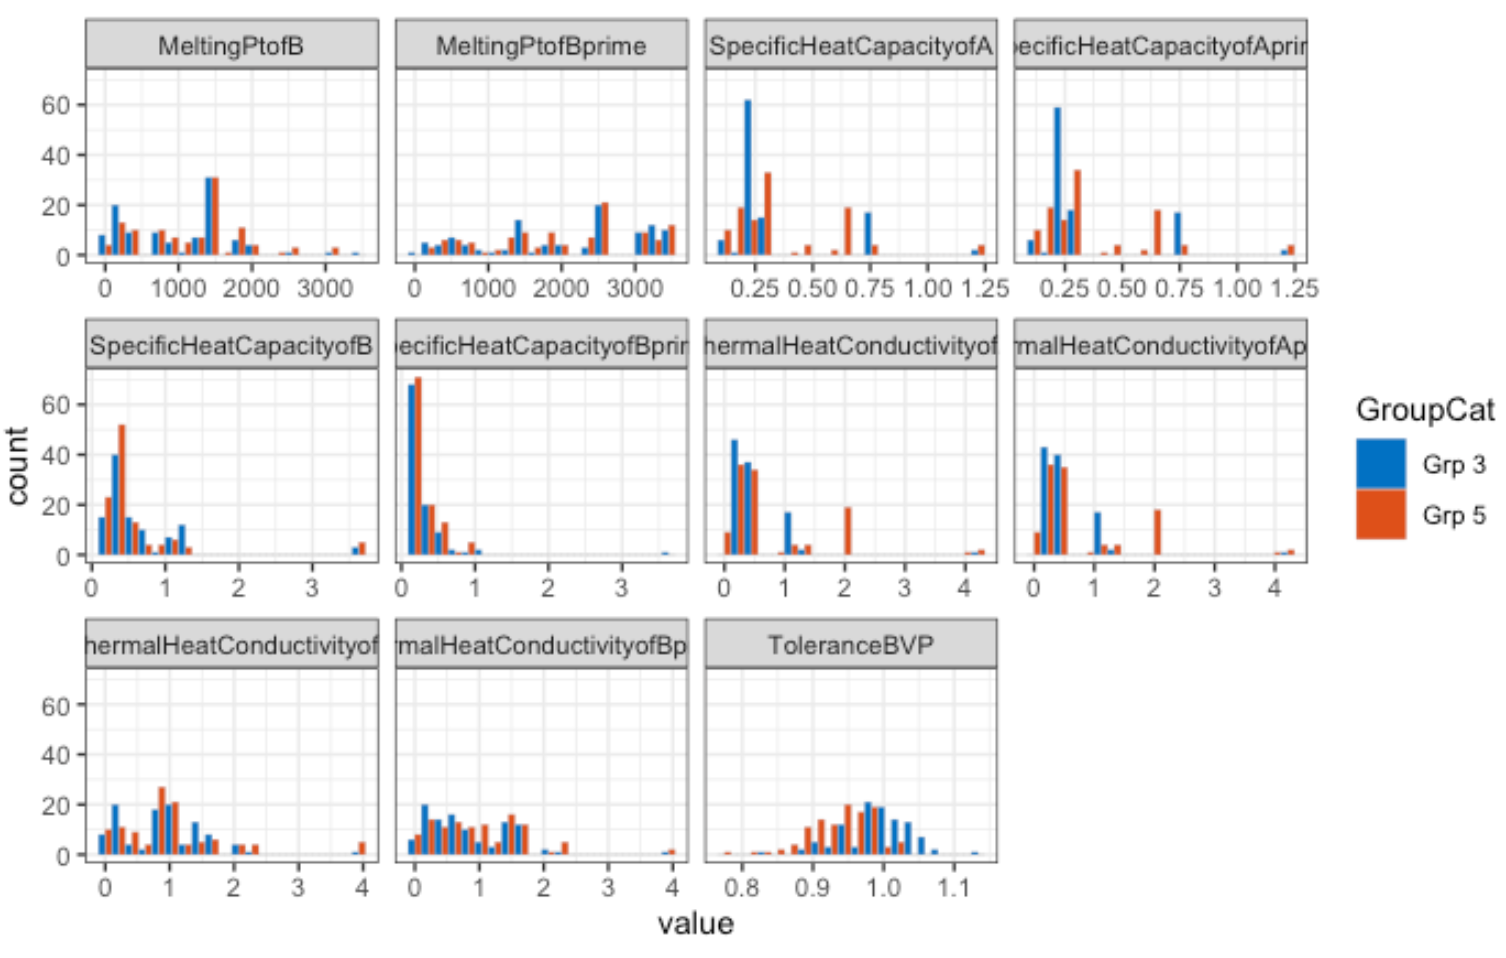 MeltingPtofB
MeltingPtofBprime
SpecificHeatCapacityofA
ecificHeatCapacityofAprir
60
40
20
0
0 1000 2000 3000
0 1000 2000 3000
0.25 0.50 0.75 1.00 1.25
0.25 0.50 0.75 1.00 1.25
SpecificHeatCapacityofB
ecificHeatCapacityofBprir
hermalHeatConductivityof
rmalHeatConductivityofAp
60
40
20
0
0 1 2 3
0 1 2 3
0 1 2 3 4
0 1 2 3 4
hermalHeatConductivityof
rmalHeatConductivityofBp
ToleranceBVP
60
40
20
0
0 1 2 3 4
0 1 2 3 4
0.8 0.9 1.0 1.1
count
value
GroupCat
Grp 3
Grp 5